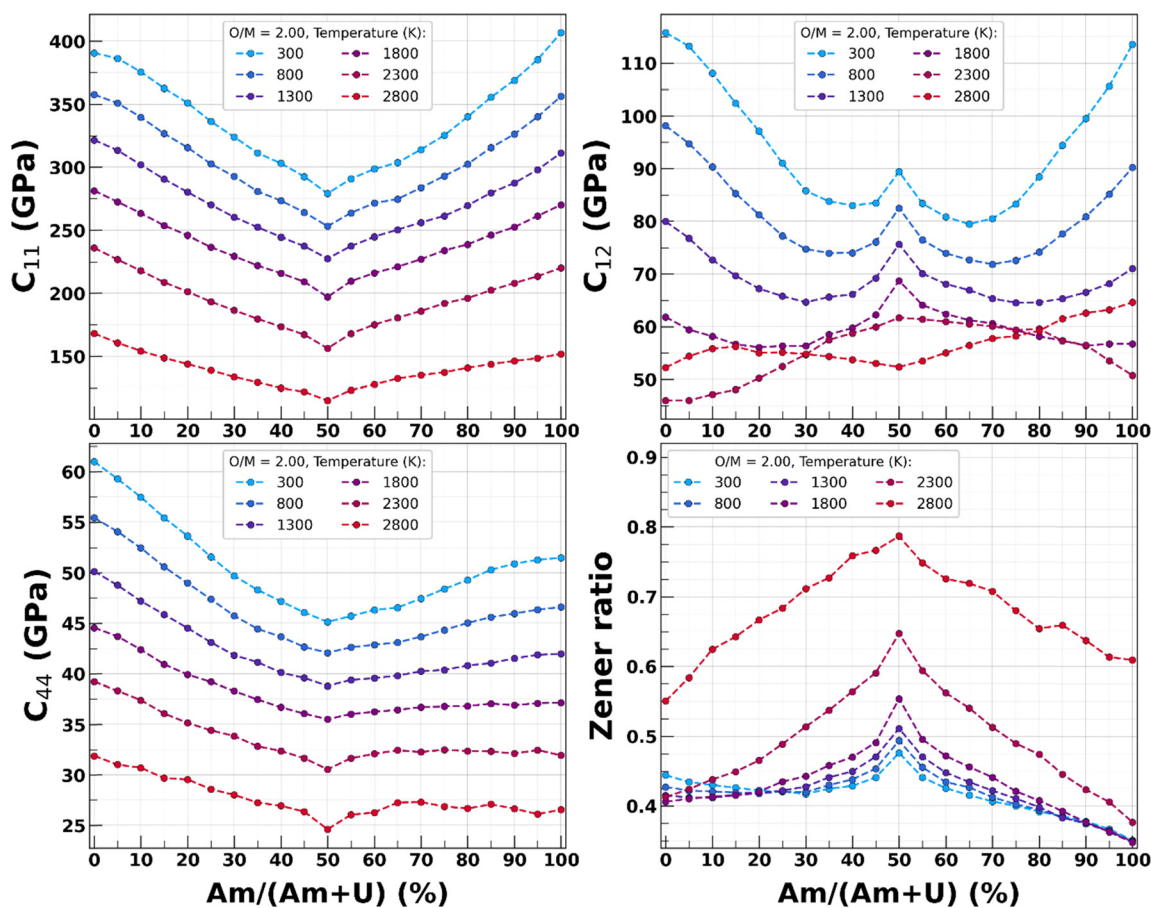 O/M = 2.00, Temperature (K):
300 1800
800 2300
1300 2800
400
350
300
250
200
150
C11 (GPa)
0 10 20 30 40 50 60 70 80 90 100
O/M = 2.00, Temperature (K):
300 1800
800 2300
1300 2800
110
100
90
80
70
60
50
C12 (GPa)
0 10 20 30 40 50 60 70 80 90 100
O/M = 2.00, Temperature (K):
300 1800
800 2300
1300 2800
60
55
50
45
40
35
30
25
C44 (GPa)
0 10 20 30 40 50 60 70 80 90 100
Am/(Am+U) (%)
O/M = 2.00, Temperature (K):
300 1300 2300
800 1800 2800
0.9
0.8
0.7
0.6
0.5
0.4
Zener ratio
0 10 20 30 40 50 60 70 80 90 100
Am/(Am+U) (%)